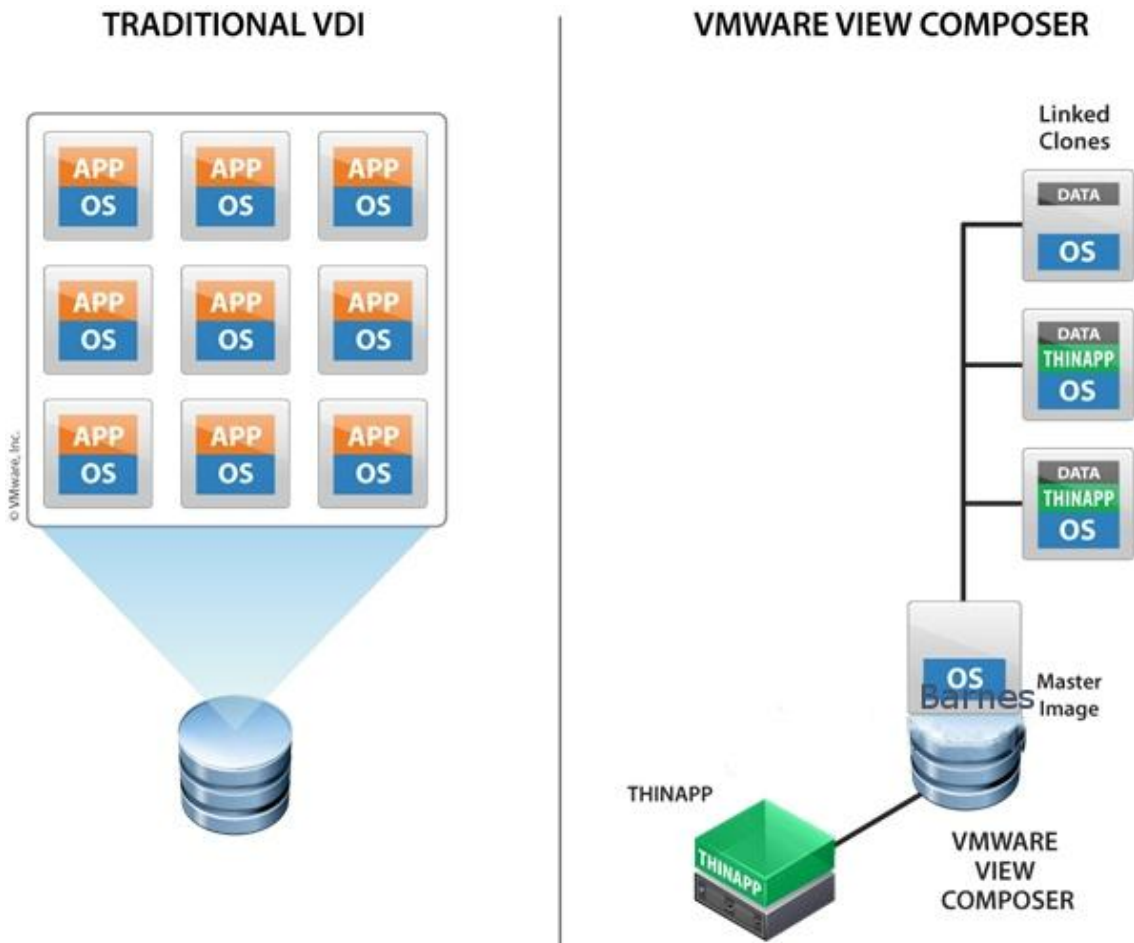 TRADITIONAL VDI
APP APP APP
OS OS OS
APP APP APP
OS OS OS
APP APP APP
OS OS OS
© VMware, Inc.
VMWARE VIEW COMPOSER
Linked
Clones
DATA
OS
DATA
THINAPP
OS
DATA
THINAPP
OS
OS
Barnes
Master
Image
THINAPP
THINAPP
VMWARE
VIEW
COMPOSER